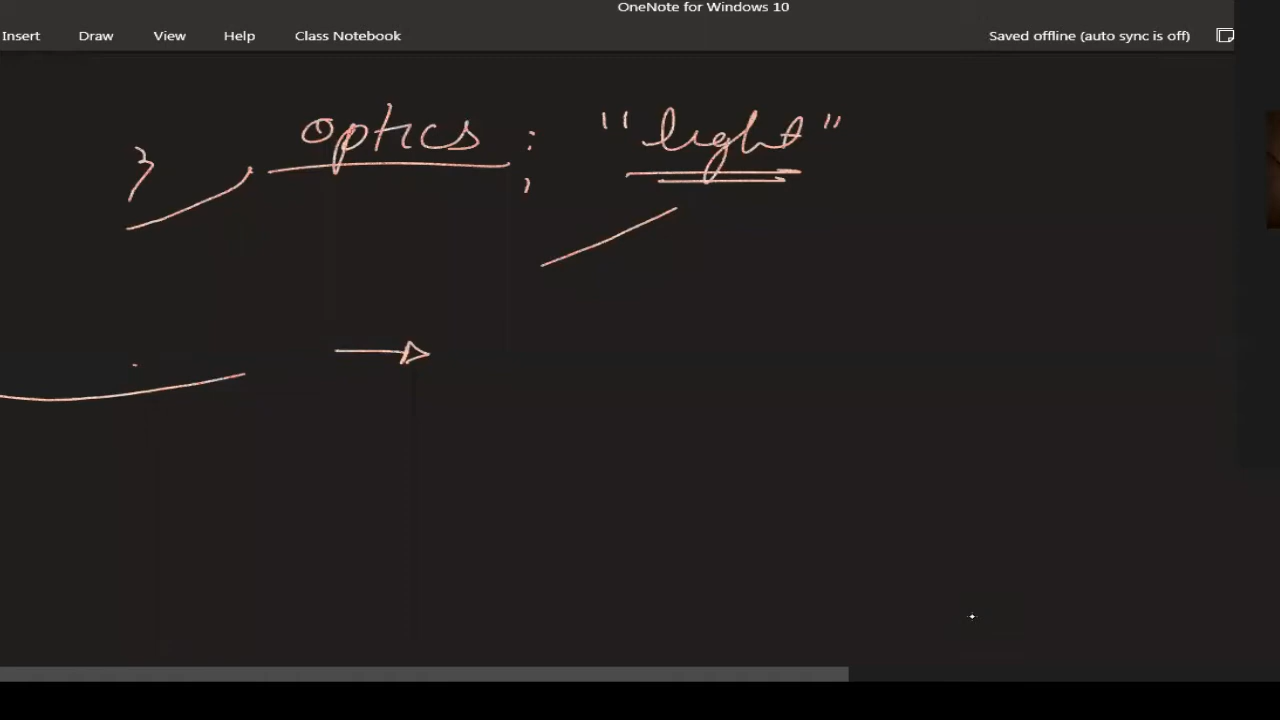 OneNote for Windows 10
Insert Draw View Help Class Notebook Saved offline (auto sync is off)
optics : "light"